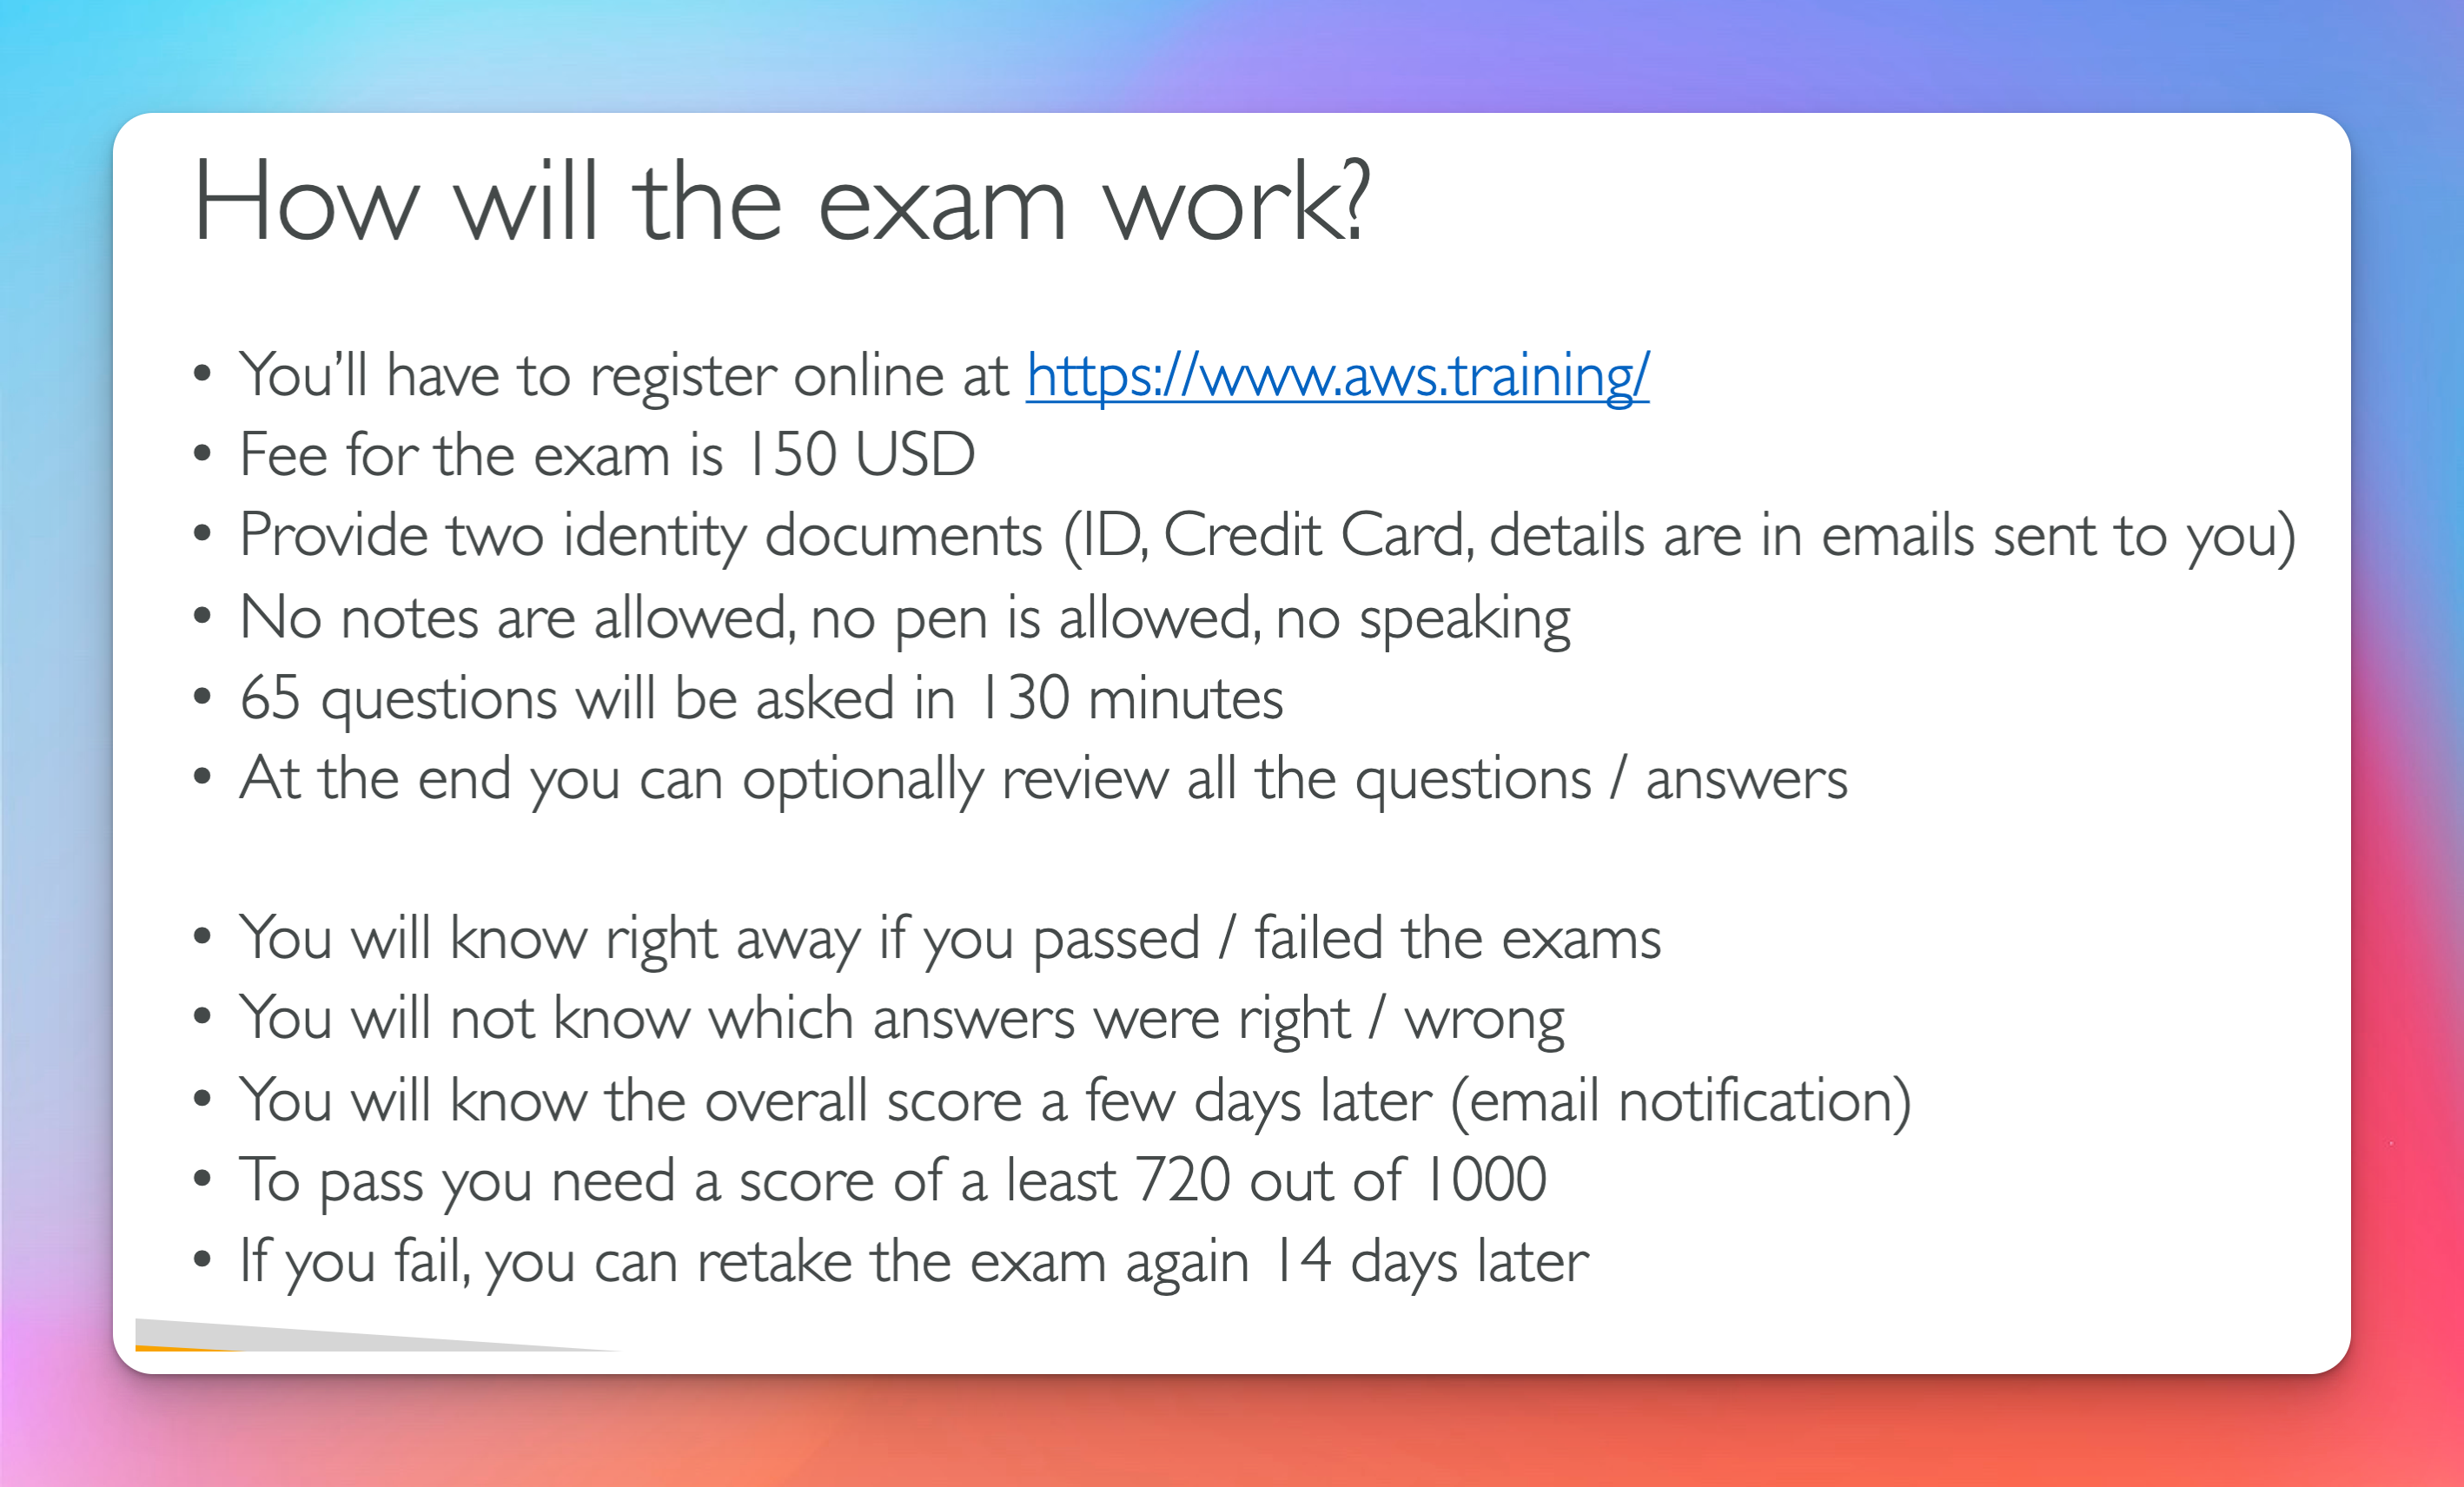 How will the exam work?
• You’ll have to register online at https://www.aws.training/
• Fee for the exam is 150 USD
• Provide two identity documents (ID, Credit Card, details are in emails sent to you)
• No notes are allowed, no pen is allowed, no speaking
• 65 questions will be asked in 130 minutes
• At the end you can optionally review all the questions / answers
• You will know right away if you passed / failed the exams
• You will not know which answers were right / wrong
• You will know the overall score a few days later (email notification)
• To pass you need a score of a least 720 out of 1000
• If you fail, you can retake the exam again 14 days later